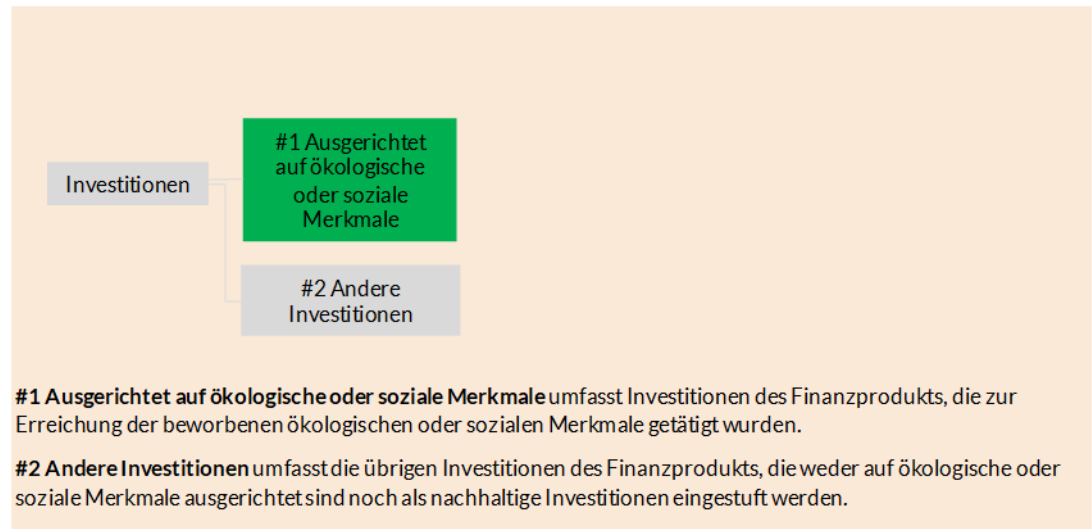 #1 Ausgerichtet
auf ökologische
oder soziale
Merkmale
Investitionen
#2 Andere
Investitionen
#1 Ausgerichtet auf ökologische oder soziale Merkmale umfasst Investitionen des Finanzprodukts, die zur
Erreichung der beworbenen ökologischen oder sozialen Merkmale getätigt wurden.
#2 Andere Investitionen umfasst die übrigen Investitionen des Finanzprodukts, die weder auf ökologische oder
soziale Merkmale ausgerichtet sind noch als nachhaltige Investitionen eingestuft werden.